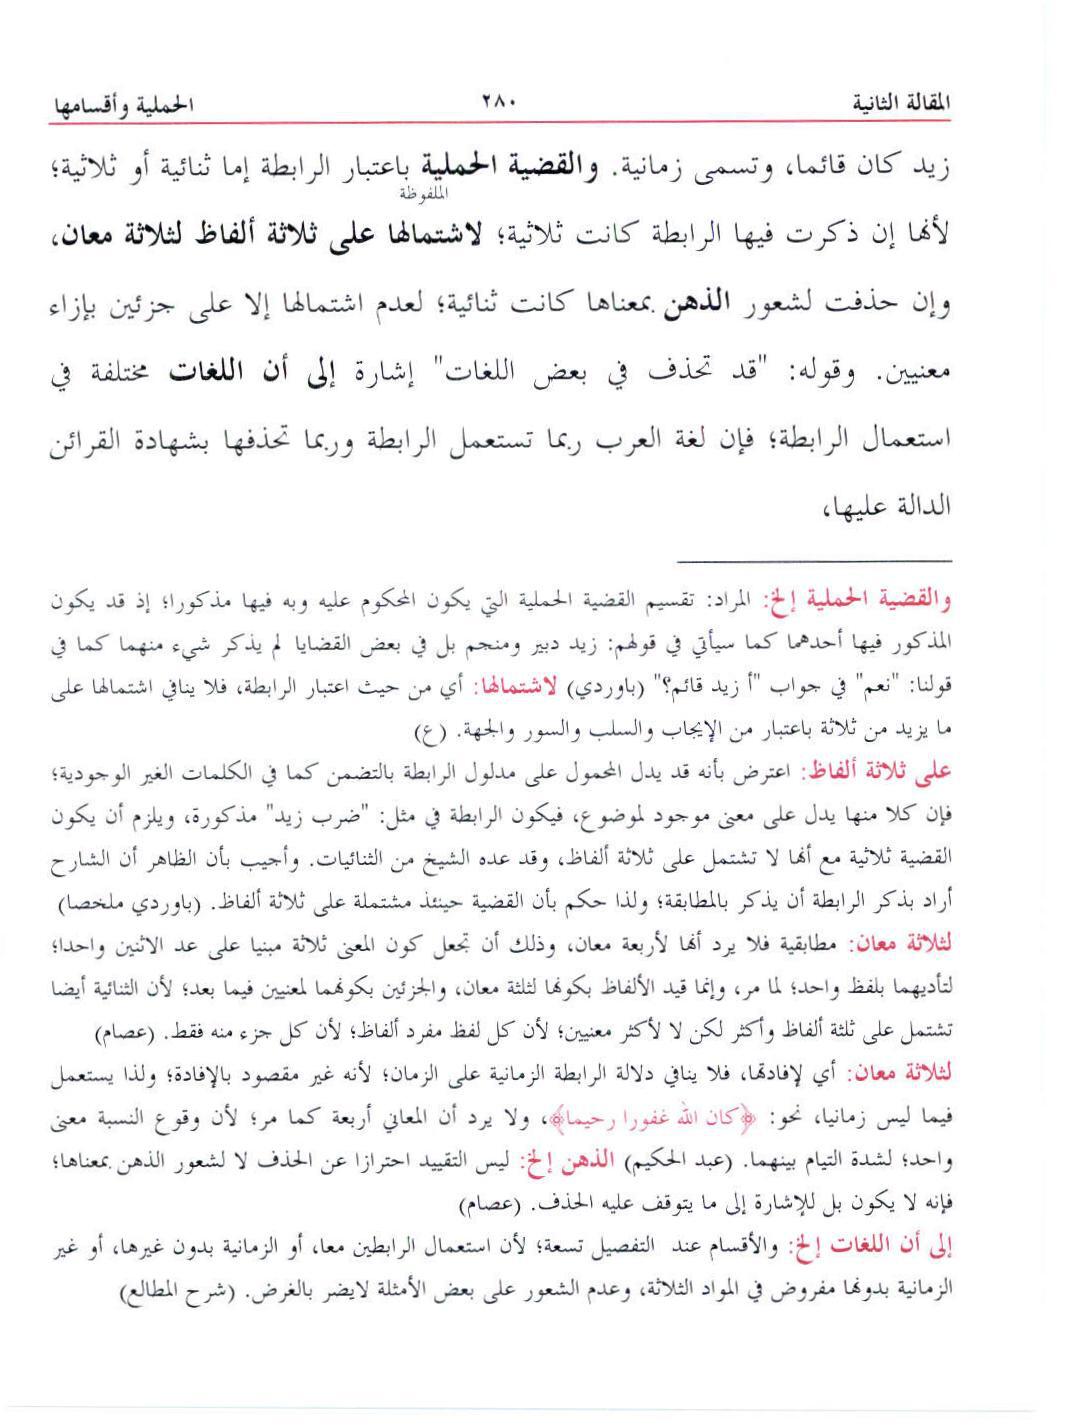 المقالة الثانية ٢٨٠ الحملية وأقسامها
زيد كان قائما، وتسمى زمانية. والقضية الحملية باعتبار الرابطة إما ثنائية أو ثلاثية؛
الملفوظة
لأنها إن ذكرت فيها الرابطة كانت ثلاثية؛ لاشتمالها على ثلاثة ألفاظ لثلاثة معان،
وإن حذفت لشعور الذهن بمعناها كانت ثنائية؛ لعدم اشتمالها إلا على جزئين بإزاء
معنيين. وقوله: "قد تحذف في بعض اللغات" إشارة إلى أن اللغات مختلفة في
استعمال الرابطة؛ فإن لغة العرب ربما تستعمل الرابطة وربما تحذفها بشهادة القرائن
الدالة عليها،
والقضية الحملية إلخ: المراد: تقسيم القضية الحملية التي يكون المحكوم عليه وبه فيها مذكورا؛ إذ قد يكون
المذكور فيها أحدهما كما سيأتي في قولهم: زيد دبير ومنجم بل في بعض القضايا لم يذكر شيء منهما كما في
قولنا: "نعم" في جواب "أ زيد قائم؟" (باوردي) لاشتمالها: أي من حيث اعتبار الرابطة، فلا ينافي اشتمالها على
ما يزيد من ثلاثة باعتبار من الإيجاب والسلب والسور والجهة. (ع)
على ثلاثة ألفاظ: اعترض بأنه قد يدل المحمول على مدلول الرابطة بالتضمن كما في الكلمات الغير الوجودية؛
فإن كلا منها يدل على معنى موجود لموضوع، فيكون الرابطة في مثل: "ضرب زيد" مذكورة، ويلزم أن يكون
القضية ثلاثية مع أنها لا تشتمل على ثلاثة ألفاظ، وقد عده الشيخ من الثنائيات. وأجيب بأن الظاهر أن الشارح
أراد بذكر الرابطة أن يذكر بالمطابقة؛ ولذا حكم بأن القضية حينئذ مشتملة على ثلاثة ألفاظ. (باوردي ملخصا)
لثلاثة معان: مطابقية فلا يرد أنها لأربعة معان، وذلك أن تجعل كون المعنى ثلاثة مبنيا على عد الاثنين واحدا؛
لتأديهما بلفظ واحد؛ لما مر، وإنما قيد الألفاظ بكونها لثلثة معان، والجزئين بكونهما لمعنيين فيما بعد؛ لأن الثنائية أيضا
تشتمل على ثلثة ألفاظ وأكثر لكن لا لأكثر معنيين؛ لأن كل لفظ مفرد ألفاظ؛ لأن كل جزء منه فقط. (عصام)
لثلاثة معان: أي لإفادتها، فلا ينافي دلالة الرابطة الزمانية على الزمان؛ لأنه غير مقصود بالإفادة؛ ولذا يستعمل
فيما ليس زمانيا، نحو: ﴿كان الله غفورا رحيما﴾، ولا يرد أن المعاني أربعة كما مر؛ لأن وقوع النسبة معنى
واحد؛ لشدة التيام بينهما. (عبد الحكيم) الذهن إلخ: ليس التقييد احترازا عن الحذف لا لشعور الذهن بمعناها؛
فإنه لا يكون بل للإشارة إلى ما يتوقف عليه الحذف. (عصام)
إلى أن اللغات إلخ: والأقسام عند التفصيل تسعة؛ لأن استعمال الرابطين معا، أو الزمانية بدون غيرها، أو غير
الزمانية بدونها مفروض في المواد الثلاثة، وعدم الشعور على بعض الأمثلة لايضر بالغرض. (شرح المطالع)